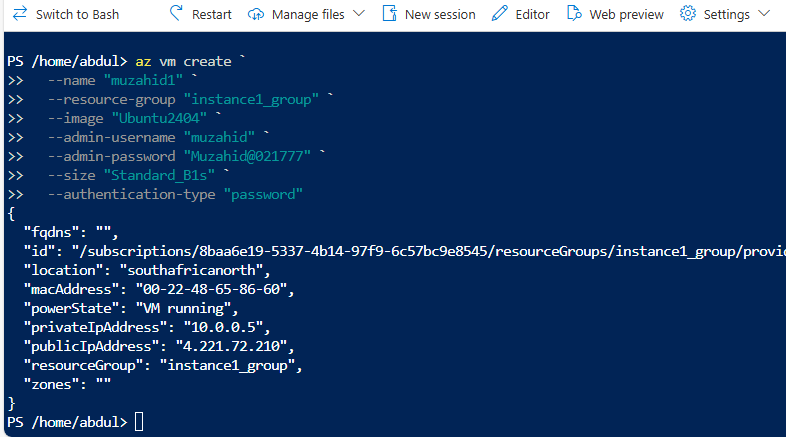 Switch to Bash Restart Manage files New session Editor Web preview Settings
PS /home/abdul> az vm create `
>> --name "muzahid1" `
>> --resource-group "instance1_group" `
>> --image "Ubuntu2404" `
>> --admin-username "muzahid" `
>> --admin-password "Muzahid@021777" `
>> --size "Standard_B1s" `
>> --authentication-type "password"
{
"fqdns": "",
"id": "/subscriptions/8baa6e19-5337-4b14-97f9-6c57bc9e8545/resourceGroups/instance1_group/provid
"location": "southafricanorth",
"macAddress": "00-22-48-65-86-60",
"powerState": "VM running",
"privateIpAddress": "10.0.0.5",
"publicIpAddress": "4.221.72.210",
"resourceGroup": "instance1_group",
"zones": ""
}
PS /home/abdul>